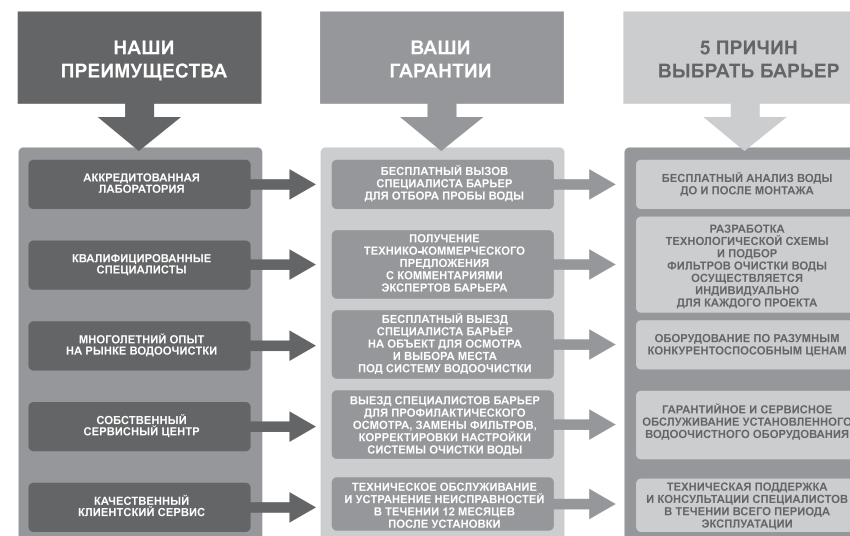 НАШИ
ПРЕИМУЩЕСТВА
ВАШИ
ГАРАНТИИ
5 ПРИЧИН
ВЫБРАТЬ БАРЬЕР
АККРЕДИТОВАННАЯ
ЛАБОРАТОРИЯ
БЕСПЛАТНЫЙ ВЫЗОВ
СПЕЦИАЛИСТА БАРЬЕР
ДЛЯ ОТБОРА ПРОБЫ ВОДЫ
БЕСПЛАТНЫЙ АНАЛИЗ ВОДЫ
ДО И ПОСЛЕ МОНТАЖА
КВАЛИФИЦИРОВАННЫЕ
СПЕЦИАЛИСТЫ
ПОЛУЧЕНИЕ
ТЕХНИКО-КОММЕРЧЕСКОГО
ПРЕДЛОЖЕНИЯ
С КОММЕНТАРИЯМИ
ЭКСПЕРТОВ БАРЬЕРА
РАЗРАБОТКА
ТЕХНОЛОГИЧЕСКОЙ СХЕМЫ
И ПОДБОР
ФИЛЬТРОВ ОЧИСТКИ ВОДЫ
ОСУЩЕСТВЛЯЕТСЯ
ИНДИВИДУАЛЬНО
ДЛЯ КАЖДОГО ПРОЕКТА
МНОГОЛЕТНИЙ ОПЫТ
НА РЫНКЕ ВОДООЧИСТКИ
БЕСПЛАТНЫЙ ВЫЕЗД
СПЕЦИАЛИСТА БАРЬЕР
НА ОБЪЕКТ ДЛЯ ОСМОТРА
И ВЫБОРА МЕСТА
ПОД СИСТЕМУ ВОДООЧИСТКИ
ОБОРУДОВАНИЕ ПО РАЗУМНЫМ
КОНКУРЕНТОСПОСОБНЫМ ЦЕНАМ
СОБСТВЕННЫЙ
СЕРВИСНЫЙ ЦЕНТР
ВЫЕЗД СПЕЦИАЛИСТОВ БАРЬЕР
ДЛЯ ПРОФИЛАКТИЧЕСКОГО
ОСМОТРА, ЗАМЕНЫ ФИЛЬТРОВ,
КОРРЕКТИРОВКИ НАСТРОЙКИ
СИСТЕМЫ ОЧИСТКИ ВОДЫ
ГАРАНТИЙНОЕ И СЕРВИСНОЕ
ОБСЛУЖИВАНИЕ УСТАНОВЛЕННОГО
ВОДООЧИСТНОГО ОБОРУДОВАНИЯ
КАЧЕСТВЕННЫЙ
КЛИЕНТСКИЙ СЕРВИС
ТЕХНИЧЕСКОЕ ОБСЛУЖИВАНИЕ
И УСТРАНЕНИЕ НЕИСПРАВНОСТЕЙ
В ТЕЧЕНИИ 12 МЕСЯЦЕВ
ПОСЛЕ УСТАНОВКИ
ТЕХНИЧЕСКАЯ ПОДДЕРЖКА
И КОНСУЛЬТАЦИИ СПЕЦИАЛИСТОВ
В ТЕЧЕНИИ ВСЕГО ПЕРИОДА
ЭКСПЛУАТАЦИИ